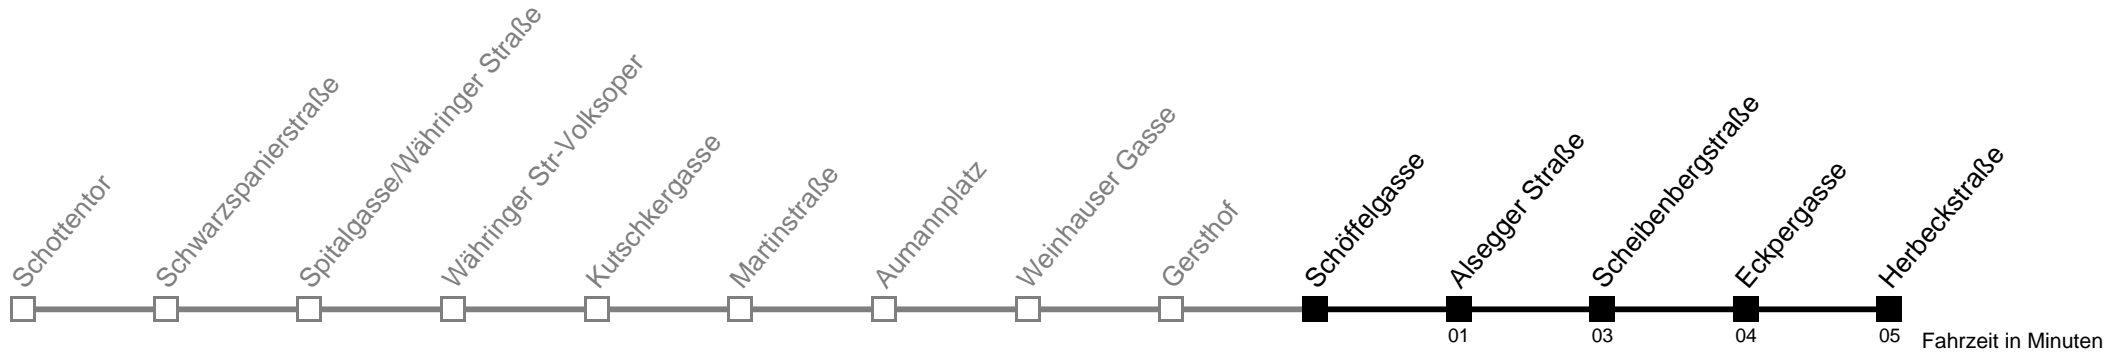 Schottentor
Schwarzspanierstraße
Spitalgasse/Währinger Straße
Währinger Str-Volksoper
Kutschkergasse
Martinstraße
Aumannplatz
Weinhauser Gasse
Gersthof
Schöffelgasse
Alsegger Straße
Scheibenbergstraße
Eckpergasse
Herbeckstraße
01
03
04
05
Fahrzeit in Minuten